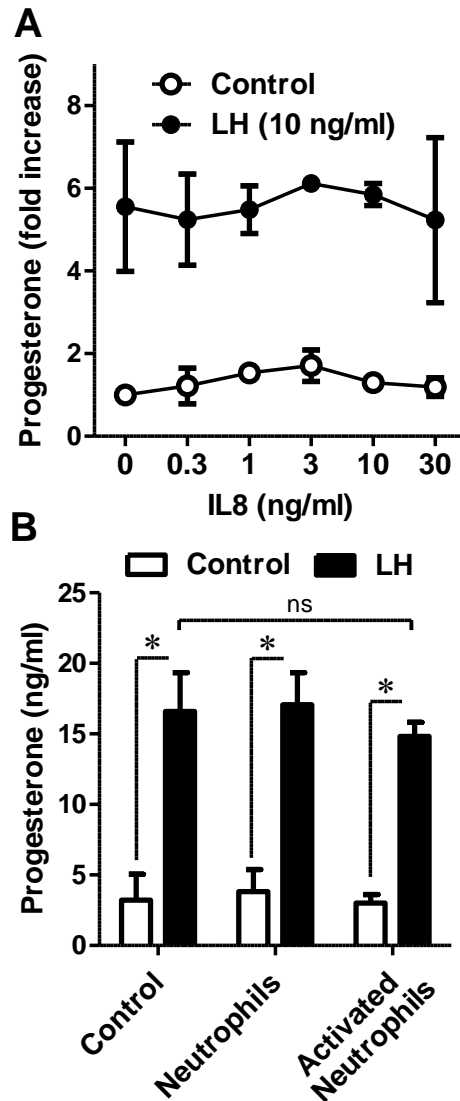 A
Progesterone (fold increase)
Control
LH (10 ng/ml)
8
6
4
2
0
0 0.3 1 3 10 30
IL8 (ng/ml)
B
Control LH
Progesterone (ng/ml)
25
20
15
10
5
0
ns
* * *
Control
Neutrophils
Activated
Neutrophils